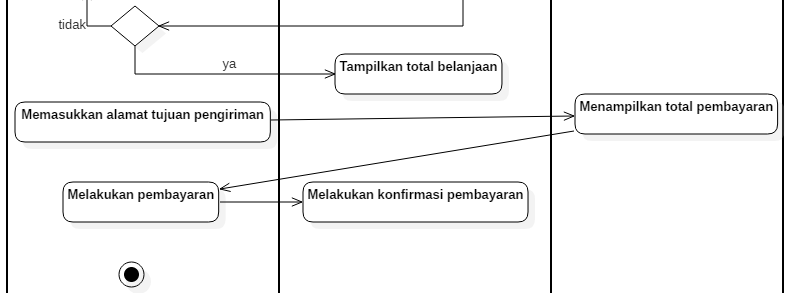 tidak
ya
Tampilkan total belanjaan
Memasukkan alamat tujuan pengiriman
Menampilkan total pembayaran
Melakukan pembayaran
Melakukan konfirmasi pembayaran